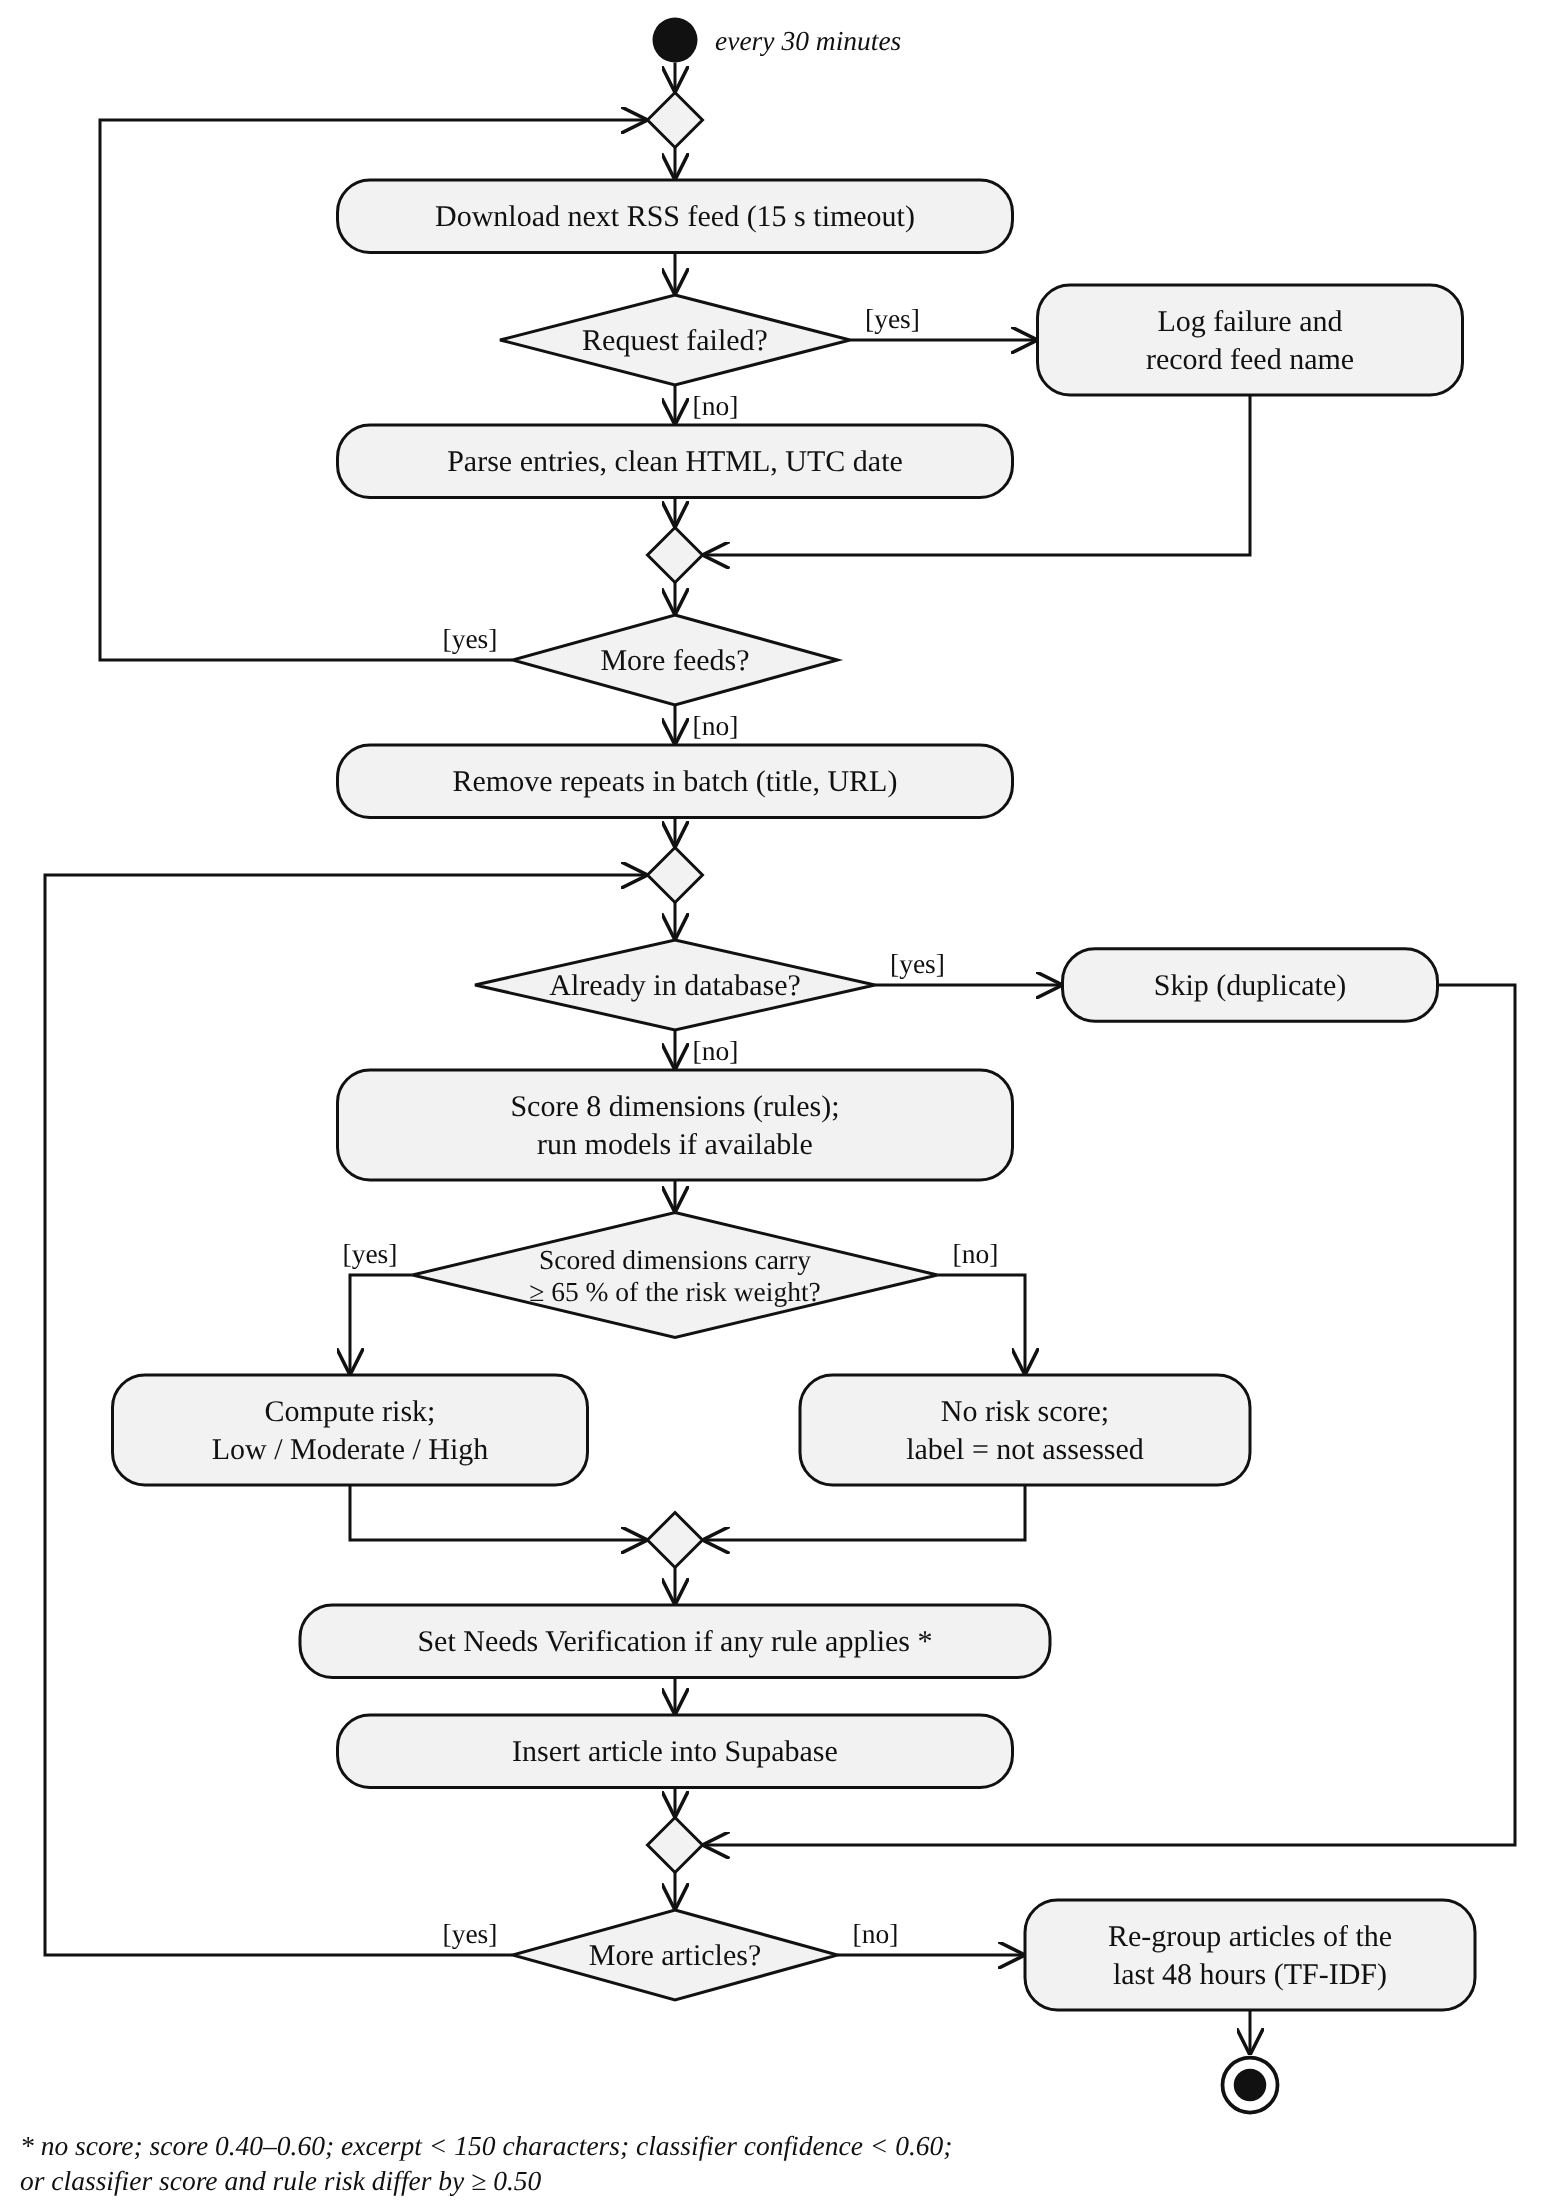 every 30 minutes
Download next RSS feed (15 s timeout)
Request failed?
[yes]
Log failure and
record feed name
[no]
Parse entries, clean HTML, UTC date
[yes]
More feeds?
[no]
Remove repeats in batch (title, URL)
Already in database?
[yes]
Skip (duplicate)
[no]
Score 8 dimensions (rules);
run models if available
[yes]
Scored dimensions carry
≥ 65 % of the risk weight?
[no]
Compute risk;
Low / Moderate / High
No risk score;
label = not assessed
Set Needs Verification if any rule applies *
Insert article into Supabase
[yes]
More articles?
[no]
Re-group articles of the
last 48 hours (TF-IDF)
* no score; score 0.40–0.60; excerpt < 150 characters; classifier confidence < 0.60;
or classifier score and rule risk differ by ≥ 0.50